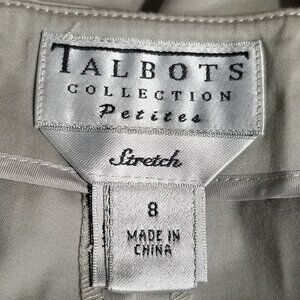 TALBOTS
COLLECTION
Petites
Stretch
8
MADE IN
CHINA